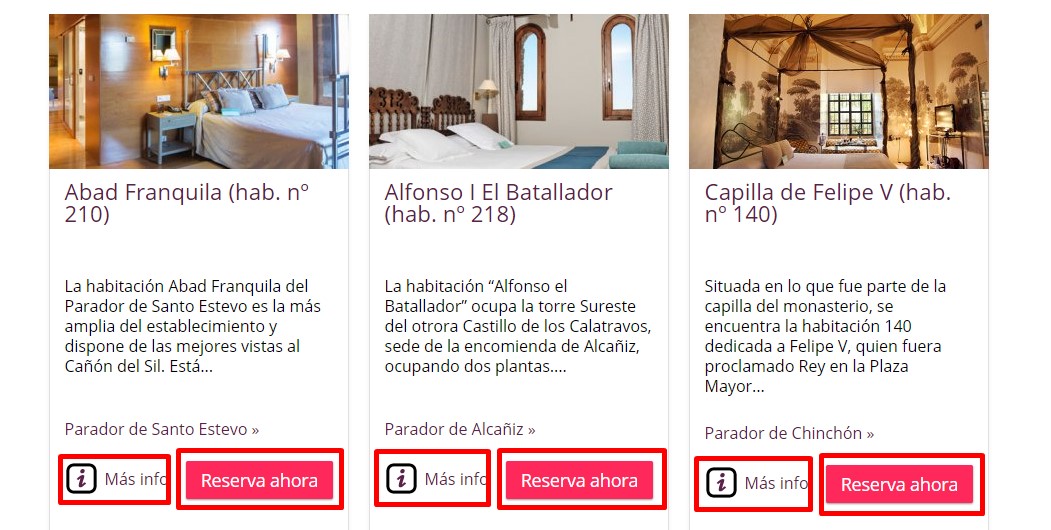 Abad Franquila (hab. nº
210)
La habitación Abad Franquila del
Parador de Santo Estevo es la más
amplia del establecimiento y
dispone de las mejores vistas al
Cañón del Sil. Está...
Parador de Santo Estevo »
i Más info
Reserva ahora
Alfonso I El Batallador
(hab. nº 218)
La habitación “Alfonso el
Batallador” ocupa la torre Sureste
del otrora Castillo de los Calatravos,
sede de la encomienda de Alcañiz,
ocupando dos plantas....
Parador de Alcañiz »
i Más info
Reserva ahora
Capilla de Felipe V (hab.
nº 140)
Situada en lo que fue parte de la
capilla del monasterio, se
encuentra la habitación 140
dedicada a Felipe V, quien fuera
proclamado Rey en la Plaza
Mayor...
Parador de Chinchón »
i Más info
Reserva ahora